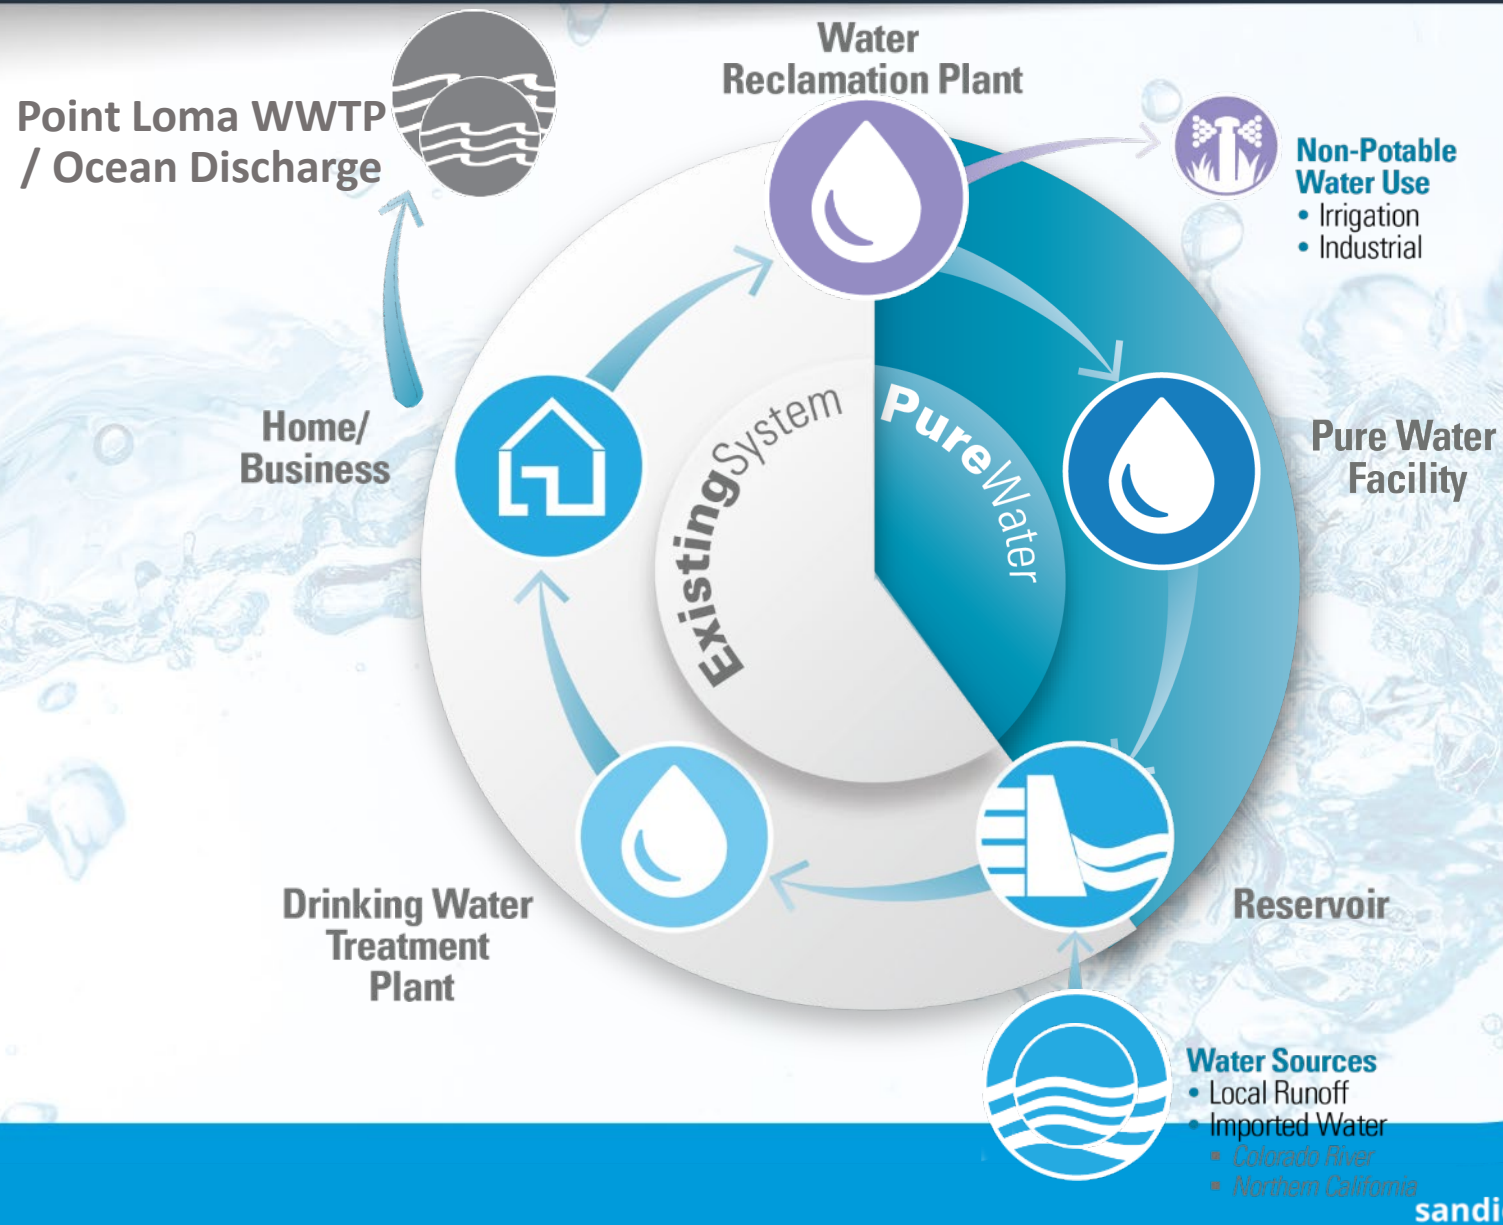 Water
Reclamation Plant
Point Loma WWTP
/ Ocean Discharge
Non-Potable
Water Use
• Irrigation
• Industrial
Home/
Business
ExistingSystem
PureWater
Pure Water
Facility
Drinking Water
Treatment
Plant
Reservoir
Water Sources
• Local Runoff
• Imported Water
• Colorado River
• Northern California